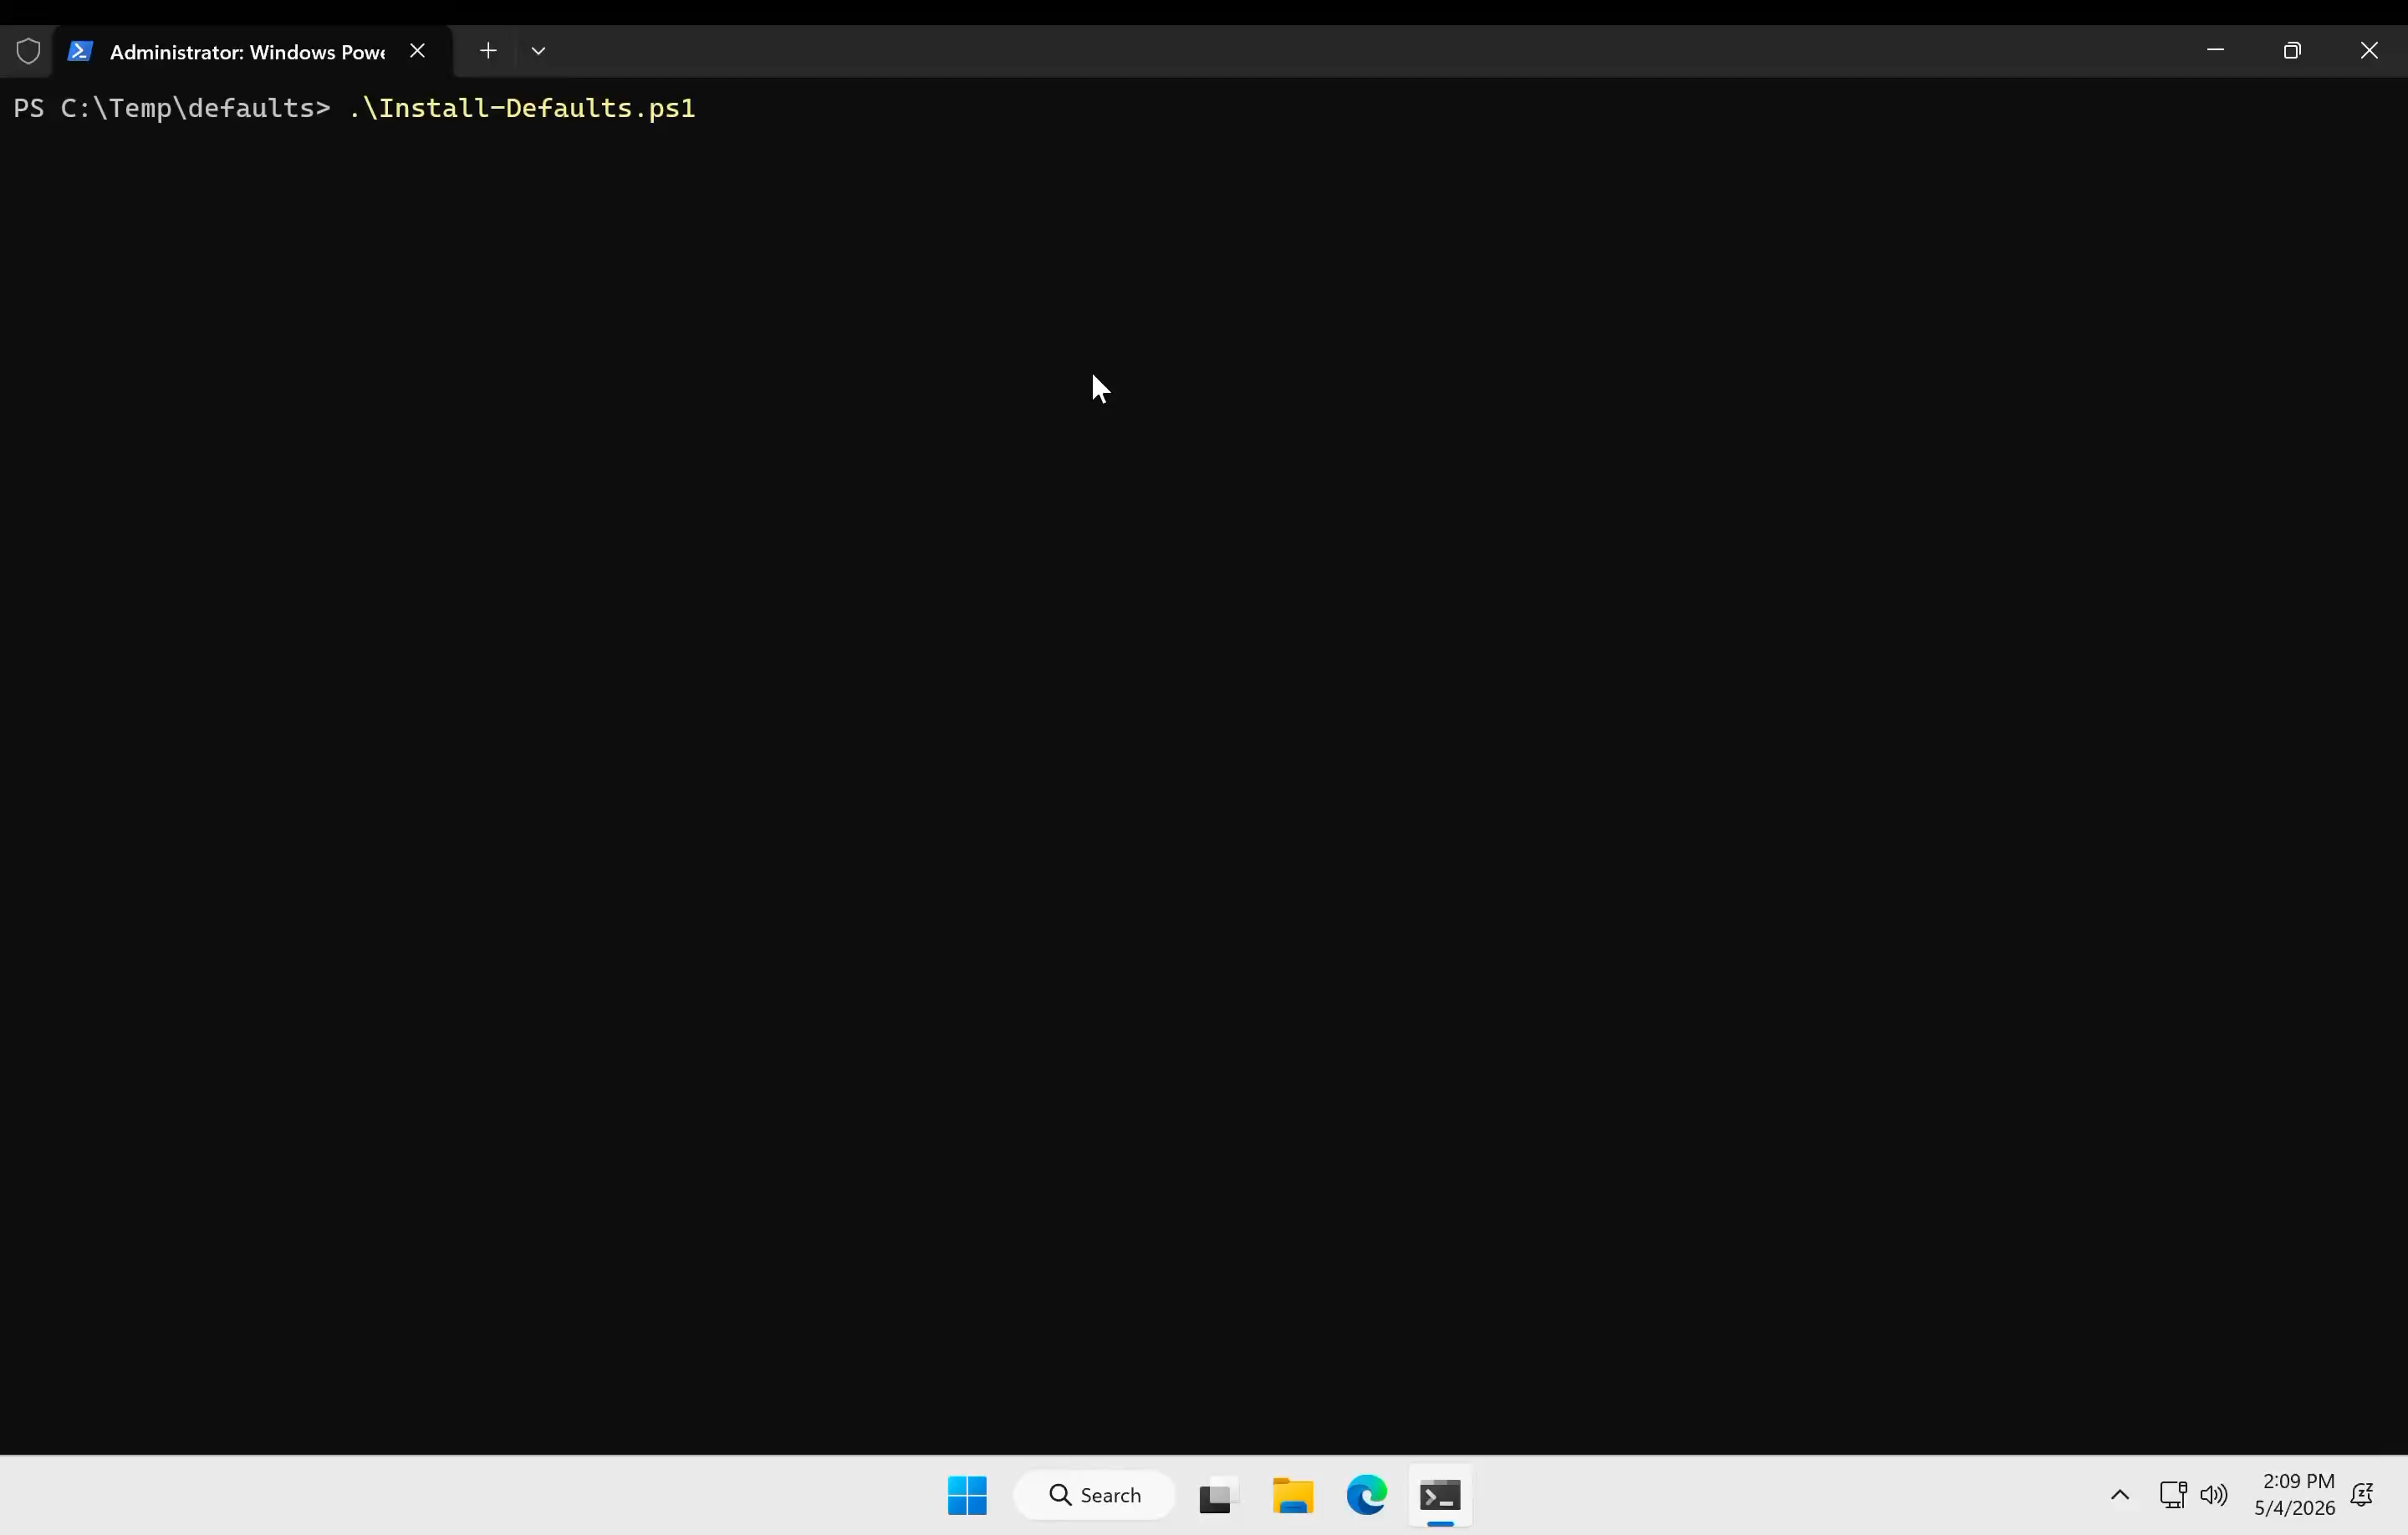 Administrator: Windows Powe
PS C:\Temp\defaults> .\Install-Defaults.ps1
Search
2:09 PM
5/4/2026